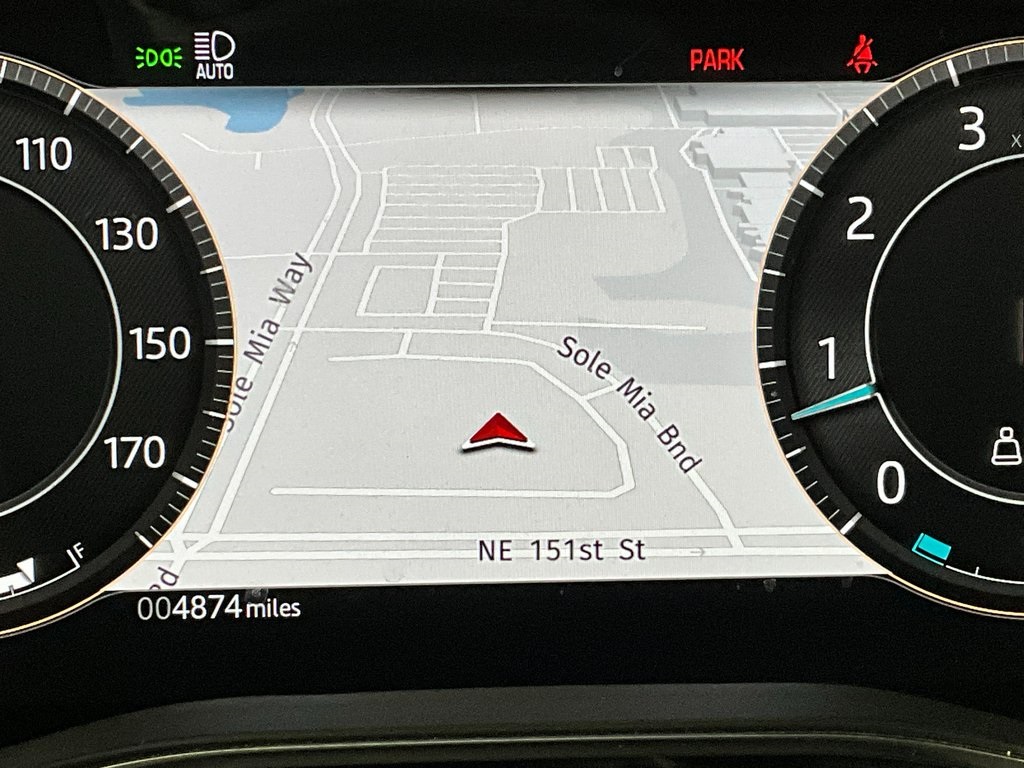 AUTO
PARK
110
130
150
170
F
Sole Mia Way
Sole Mia Bnd
NE 151st St
004874 miles
3
x
2
1
0